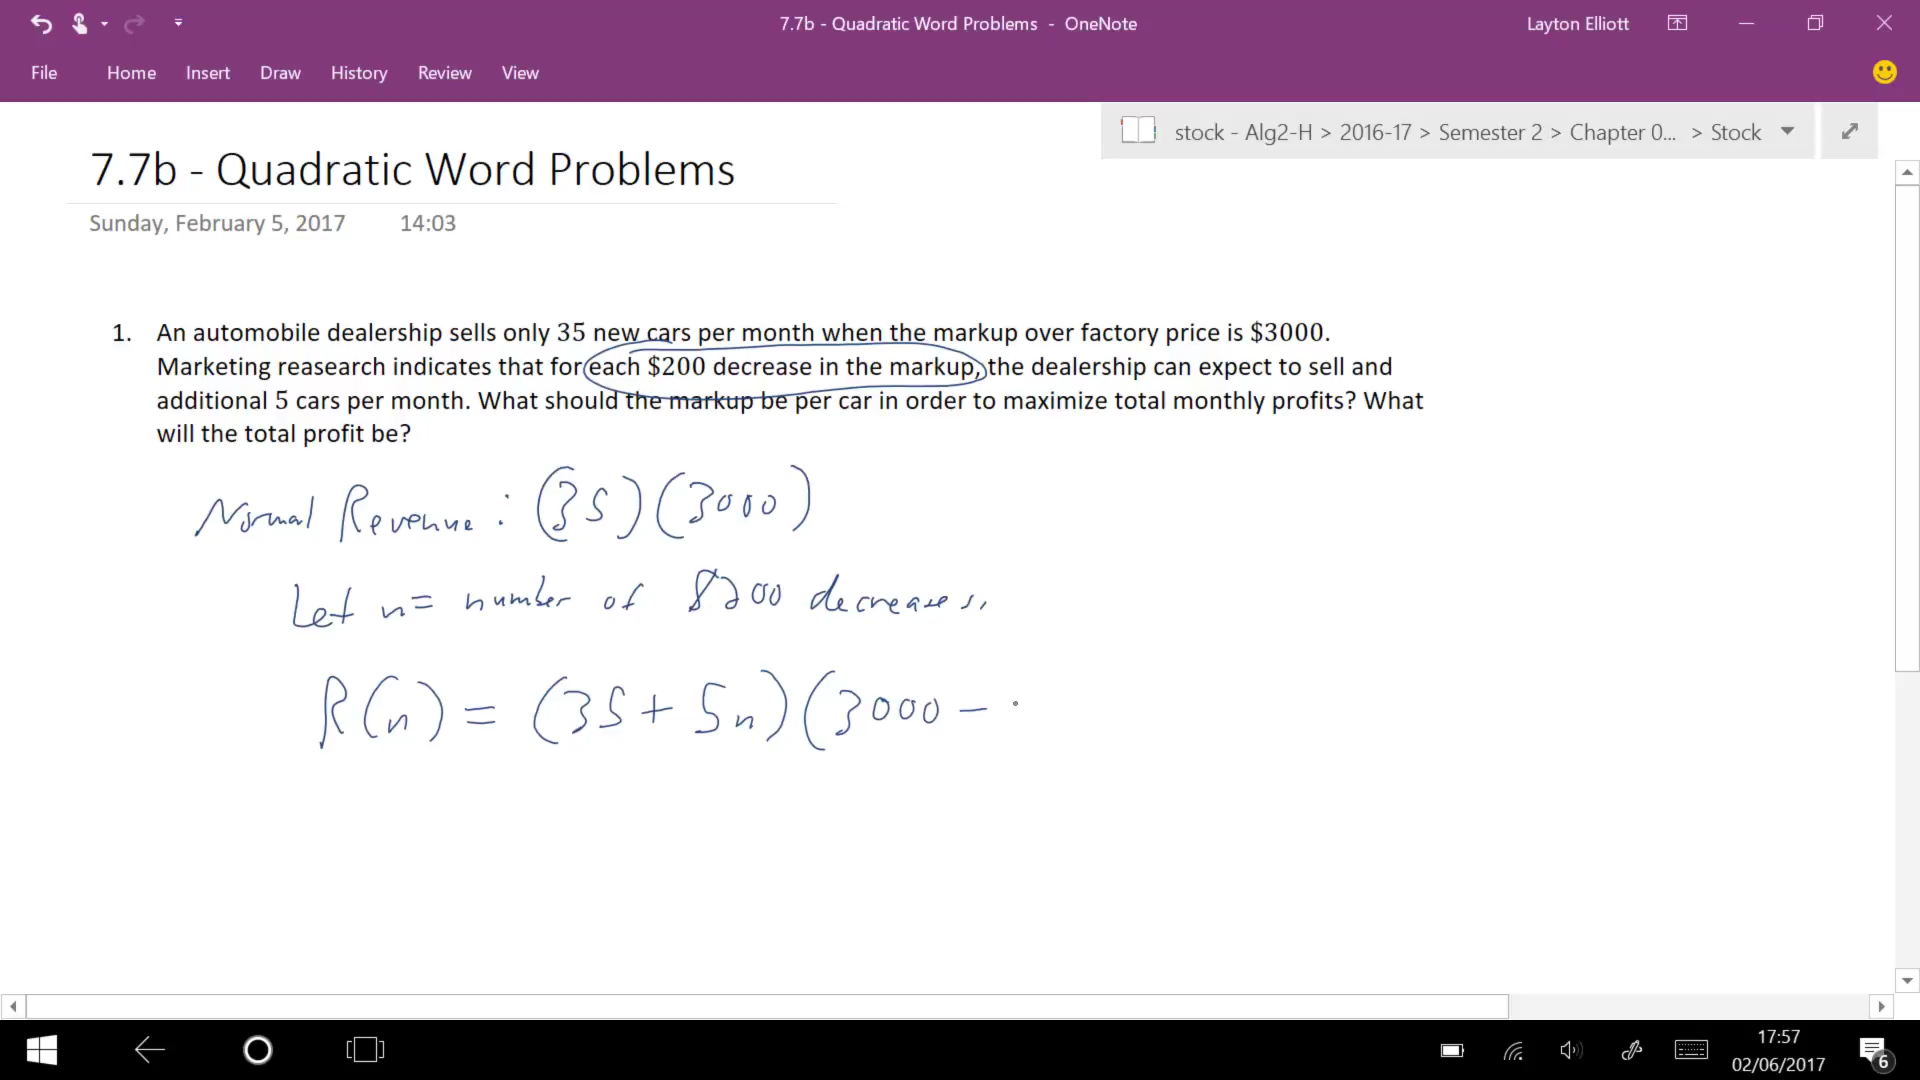 7.7b - Quadratic Word Problems - OneNote
Layton Elliott
File Home Insert Draw History Review View
stock - Alg2-H > 2016-17 > Semester 2 > Chapter 0... > Stock
7.7b - Quadratic Word Problems
Sunday, February 5, 2017 14:03
1. An automobile dealership sells only 35 new cars per month when the markup over factory price is $3000.
Marketing reasearch indicates that for each $200 decrease in the markup, the dealership can expect to sell and
additional 5 cars per month. What should the markup be per car in order to maximize total monthly profits? What
will the total profit be?
Normal Revenue : (35)(3000)
Let n= number of $200 decreases.
R(n) = (35 + 5n)(3000 -
17:57
02/06/2017
6